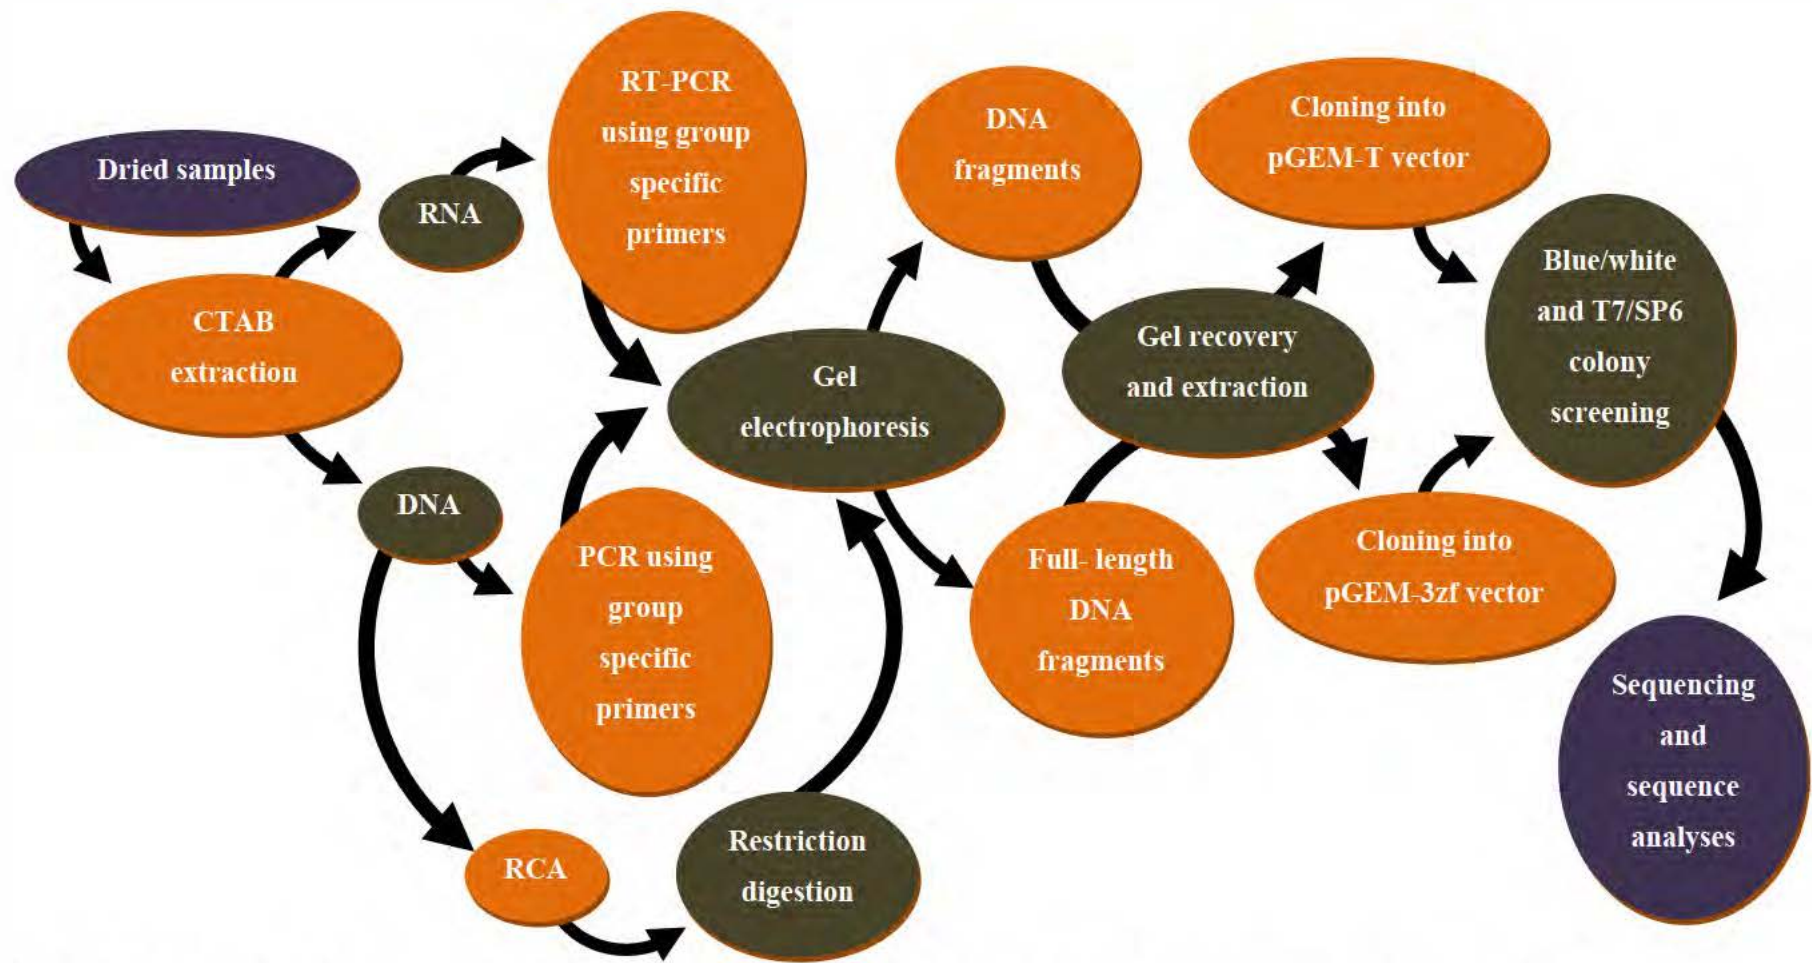 Dried samples
CTAB
extraction
RNA
DNA
RT-PCR
using group
specific
primers
PCR using
group
specific
primers
RCA
Restriction
digestion
Gel
electrophoresis
DNA
fragments
Full- length
DNA
fragments
Gel recovery
and extraction
Cloning into
pGEM-T vector
Cloning into
pGEM-3zf vector
Blue/white
and T7/SP6
colony
screening
Sequencing
and
sequence
analyses